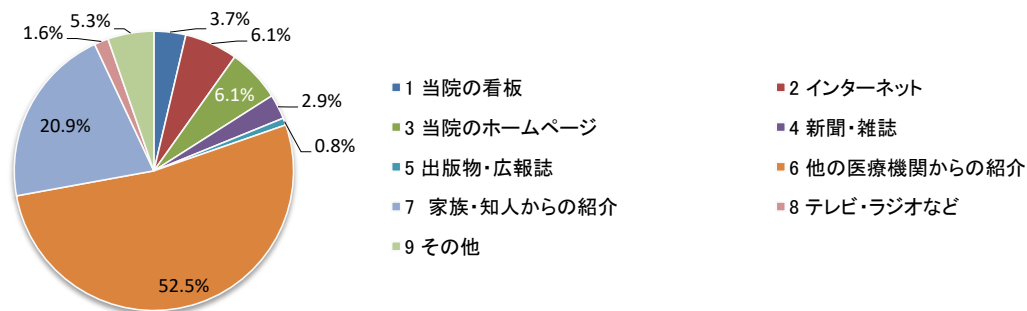 5.3%
3.7%
1.6%
6.1%
6.1%
2.9%
20.9%
0.8%
52.5%
1 当院の看板
2 インターネット
3 当院のホームページ
4 新聞・雑誌
5 出版物・広報誌
6 他の医療機関からの紹介
7 家族・知人からの紹介
8 テレビ・ラジオなど
9 その他